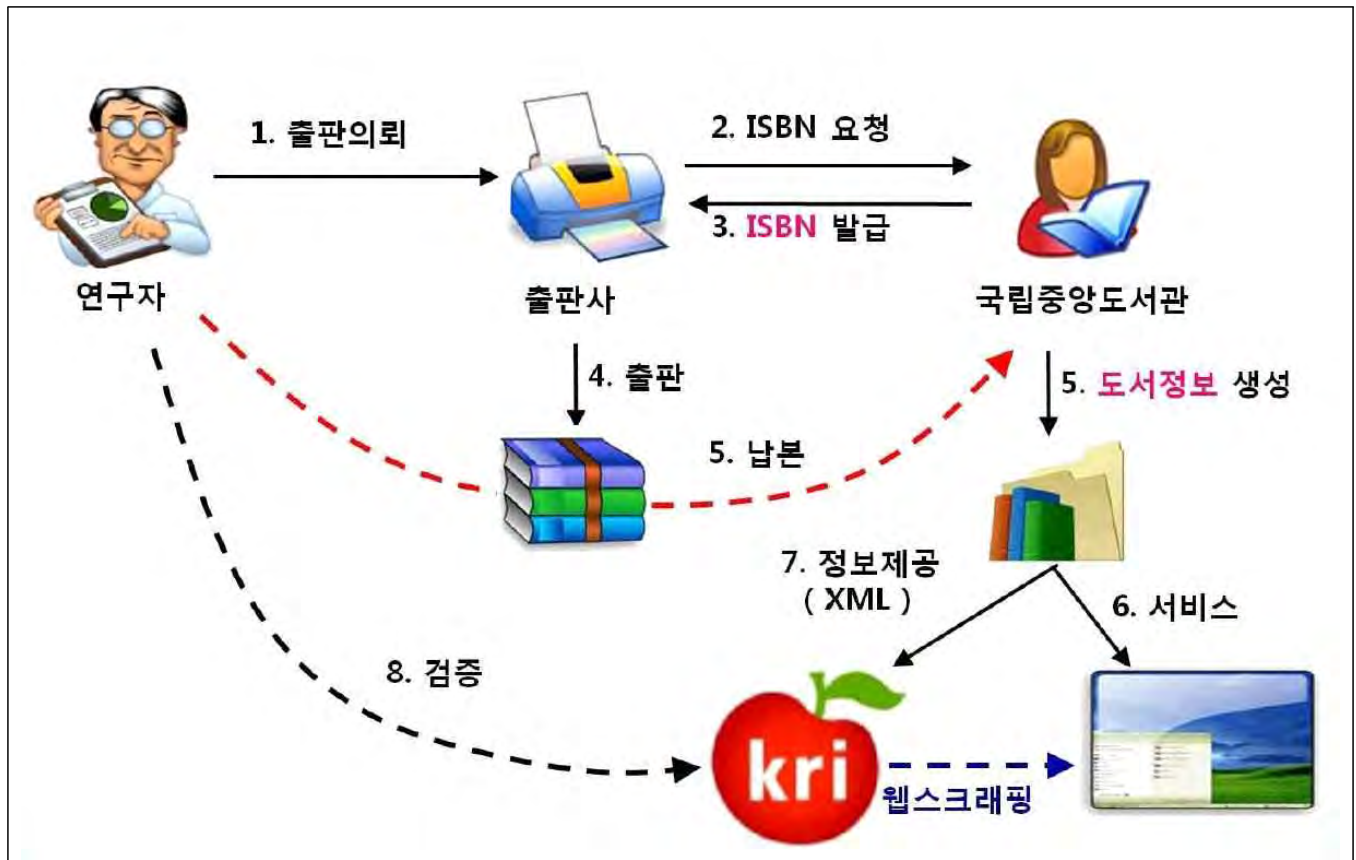 1. 출판의뢰
2. ISBN 요청
3. ISBN 발급
연구자
출판사
국립중앙도서관
4. 출판
5. 도서정보 생성
5. 납본
7. 정보제공
( XML )
6. 서비스
8. 검증
kri
웹스크래핑